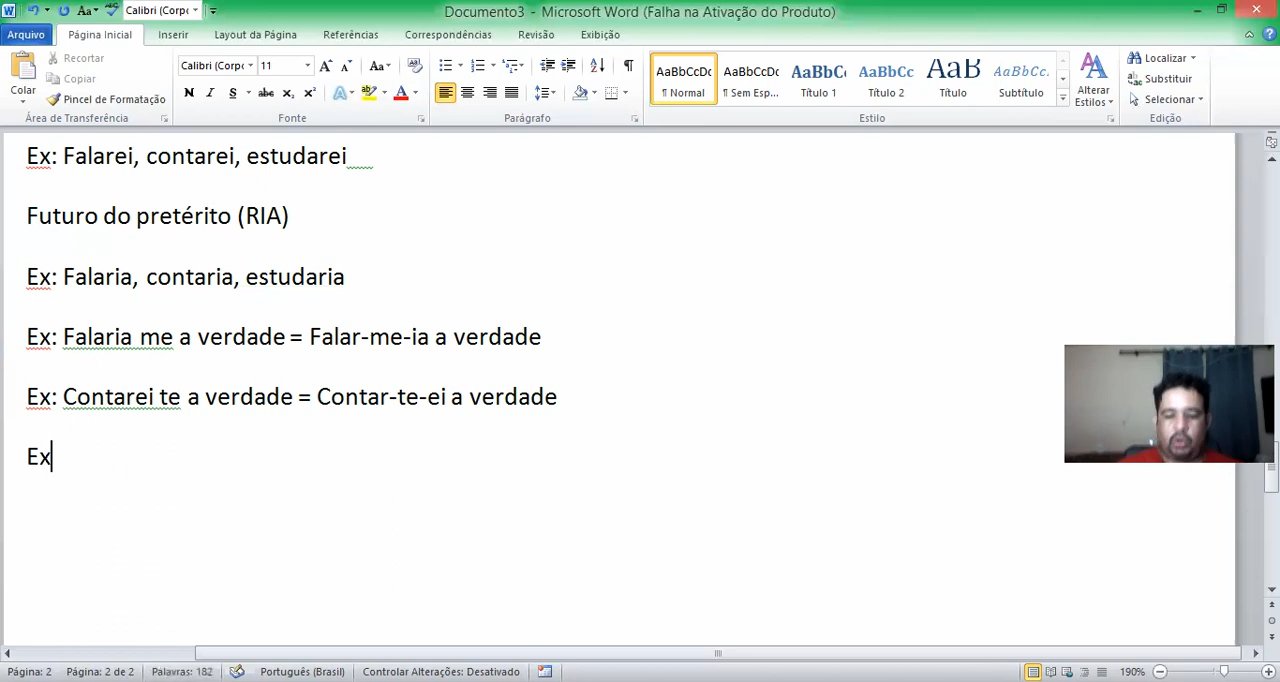 Calibri (Corpo
Documento3 - Microsoft Word (Falha na Ativação do Produto)
Arquivo Página Inicial Inserir Layout da Página Referências Correspondências Revisão Exibição
Colar
Recortar
Copiar
Pincel de Formatação
Área de Transferência
Calibri (Corpo 11
N I S abc
Fonte
Parágrafo
AaBbCcDc AaBbCcDc AaBbC AaBbCc AaB AaBbCc.
¶ Normal ¶ Sem Esp... Título 1 Título 2 Título Subtítulo
Estilo
Alterar
Estilos
Localizar
Substituir
Selecionar
Edição
Ex: Falarei, contarei, estudarei
Futuro do pretérito (RIA)
Ex: Falaria, contaria, estudaria
Ex: Falaria me a verdade = Falar-me-ia a verdade
Ex: Contarei te a verdade = Contar-te-ei a verdade
Ex
Página: 2 Página: 2 de 2 Palavras: 182 Português (Brasil) Controlar Alterações: Desativado 190%